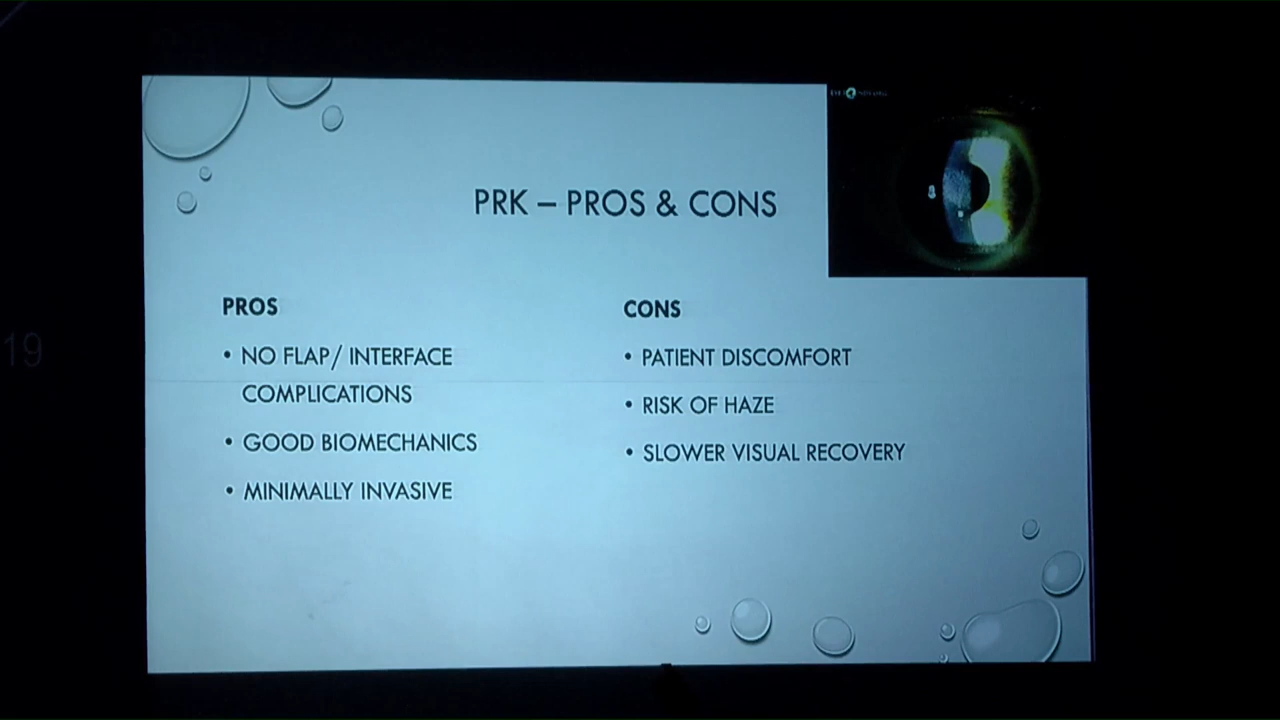 PRK – PROS & CONS
PROS
• NO FLAP/ INTERFACE
COMPLICATIONS
• GOOD BIOMECHANICS
• MINIMALLY INVASIVE
CONS
• PATIENT DISCOMFORT
• RISK OF HAZE
• SLOWER VISUAL RECOVERY
19